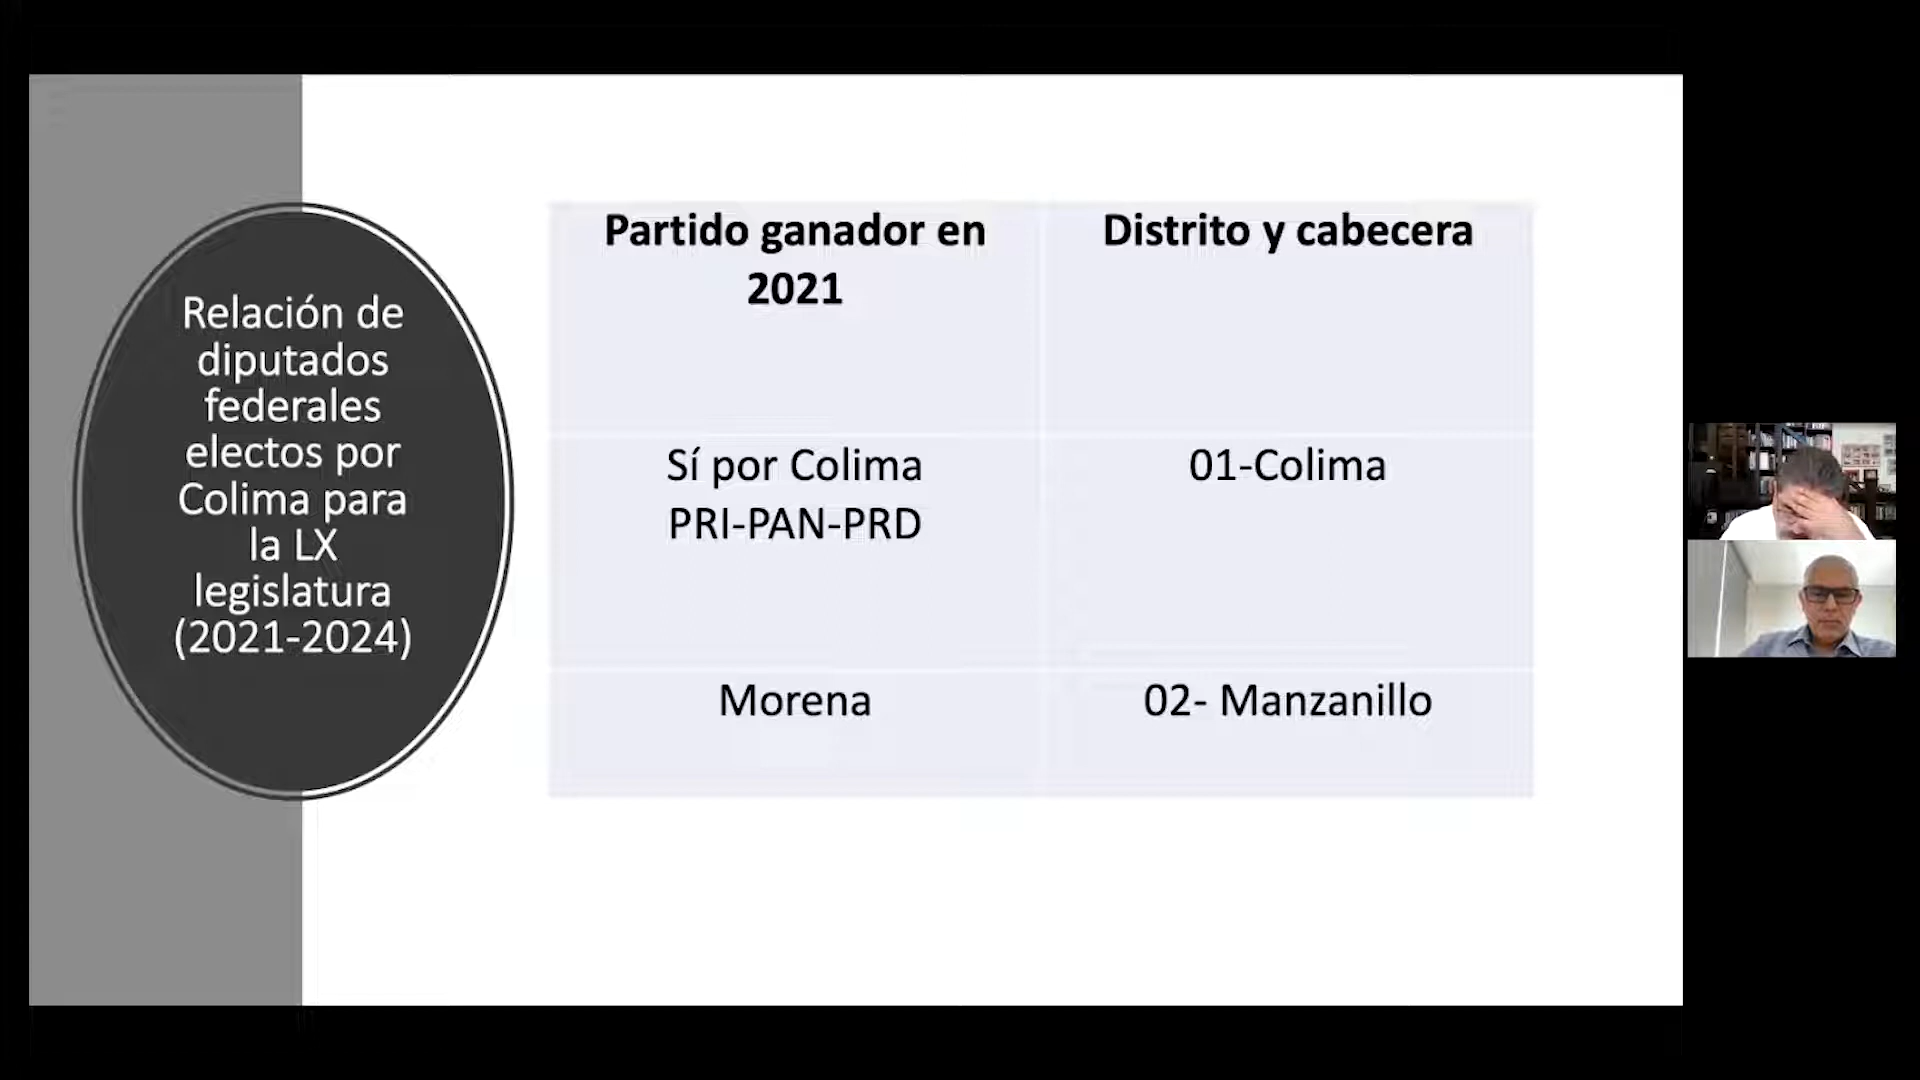 Relación de
diputados
federales
electos por
Colima para
la LX
legislatura
(2021-2024)
Partido ganador en
2021
Distrito y cabecera
Sí por Colima
PRI-PAN-PRD
01-Colima
Morena
02- Manzanillo